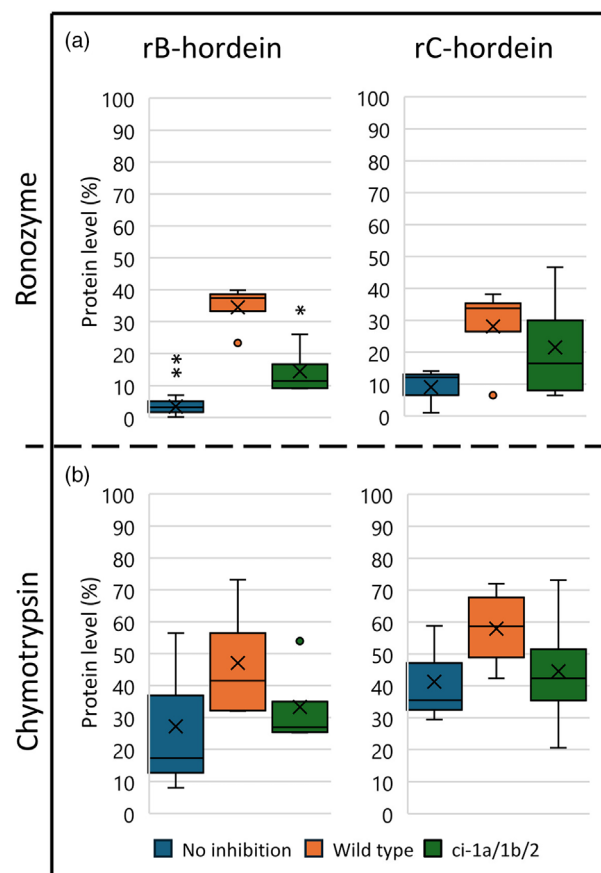 (a) rB-hordein rC-hordein
Ronozyme
Protein level (%)
100 100
90 90
80 80
70 70
60 60
50 50
40 40
30 * 30
20 20
** 
10 10
0 0
(b)
Chymotrypsin
Protein level (%)
100 100
90 90
80 80
70 70
60 60
50 50
40 40
30 30
20 20
10 10
0 0
No inhibition Wild type ci-1a/1b/2